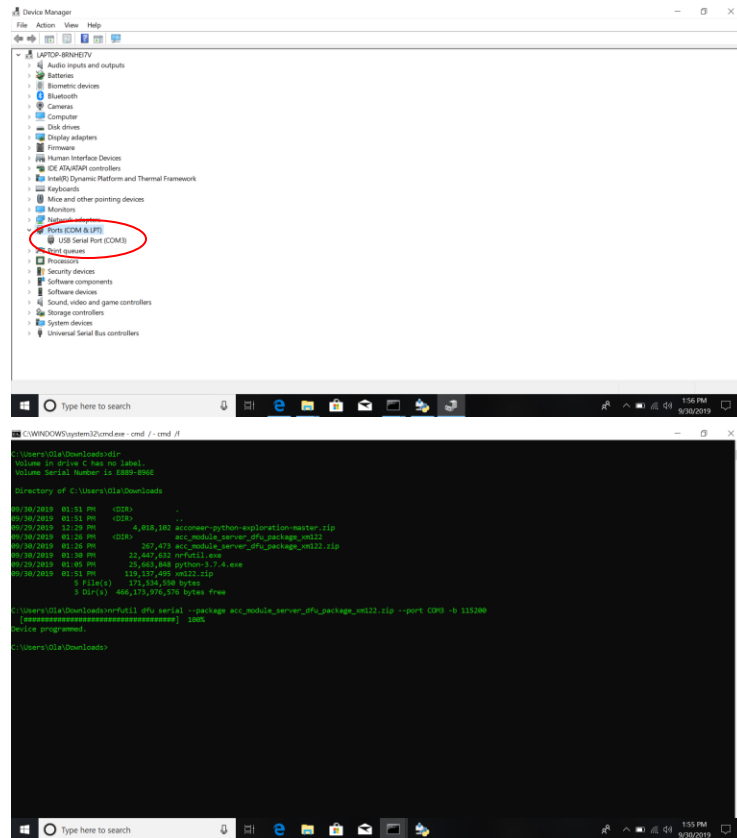 Device Manager
File Action View Help
LAPTOP-8RNHEI7V
Audio inputs and outputs
Batteries
Biometric devices
Bluetooth
Cameras
Computer
Disk drives
Display adapters
Firmware
Human Interface Devices
IDE ATA/ATAPI controllers
Intel(R) Dynamic Platform and Thermal Framework
Keyboards
Mice and other pointing devices
Monitors
Network adapters
Ports (COM & LPT)
USB Serial Port (COM3)
Print queues
Processors
Security devices
Software components
Software devices
Sound, video and game controllers
Storage controllers
System devices
Universal Serial Bus controllers
Type here to search
1:56 PM
9/30/2019
C:\WINDOWS\system32\cmd.exe - cmd / - cmd /f
C:\Users\Ola\Downloads>dir
Volume in drive C has no label.
Volume Serial Number is E889-896E
Directory of C:\Users\Ola\Downloads
09/30/2019 01:51 PM <DIR> .
09/30/2019 01:51 PM <DIR> ..
09/29/2019 12:29 PM 4,018,102 acconeer-python-exploration-master.zip
09/30/2019 01:26 PM <DIR> acc_module_server_dfu_package_xm122
09/30/2019 01:26 PM 267,473 acc_module_server_dfu_package_xm122.zip
09/30/2019 01:30 PM 22,447,632 nrfutil.exe
09/29/2019 01:05 PM 25,663,848 python-3.7.4.exe
09/30/2019 01:51 PM 119,137,495 xm122.zip
5 File(s) 171,534,550 bytes
3 Dir(s) 466,173,976,576 bytes free
C:\Users\Ola\Downloads>nrfutil dfu serial --package acc_module_server_dfu_package_xm122.zip --port COM3 -b 115200
[####################################] 100%
Device programmed.
C:\Users\Ola\Downloads>
Type here to search
1:55 PM
9/30/2019